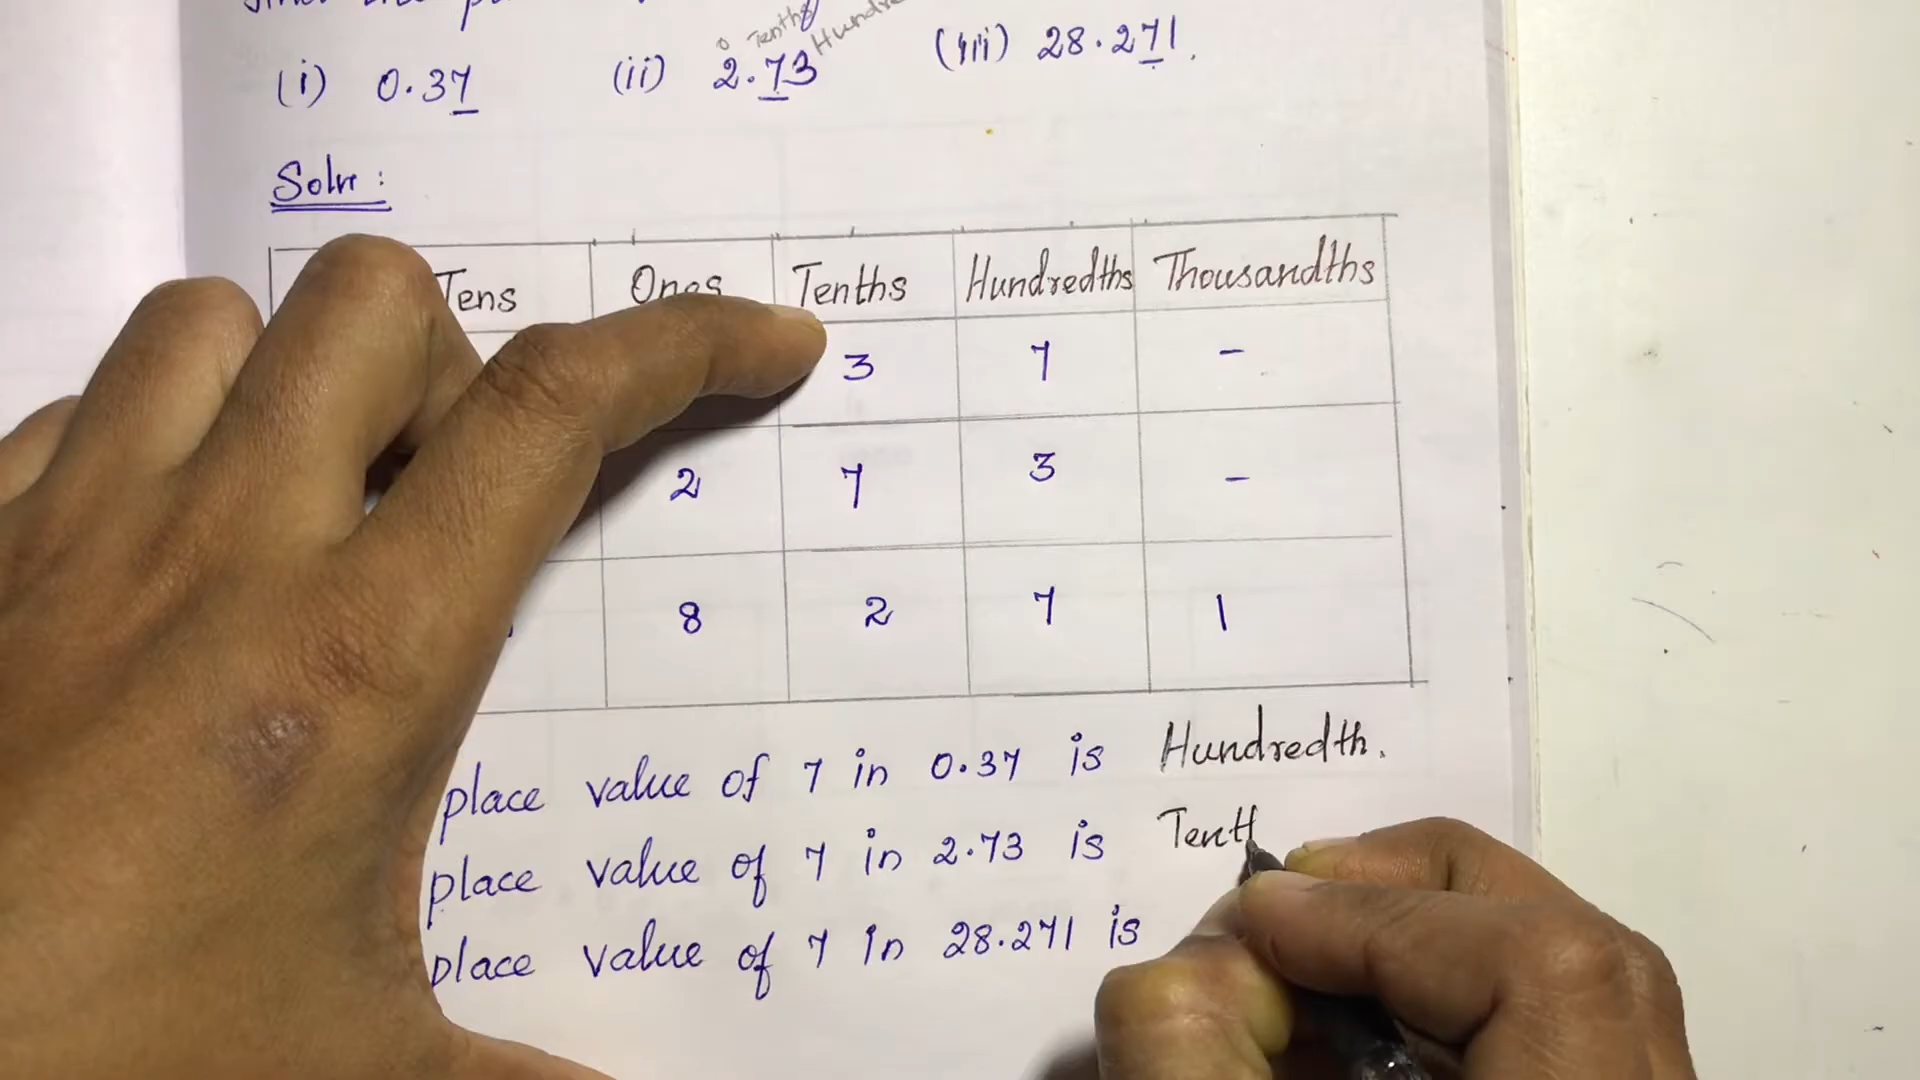 Tenths
(i) 0.37 (ii) 2.73 (iii) 28.271.
Soln:
Tens Ones Tenths Hundredths Thousandths
3 7 -
2 7 3 -
8 2 7 1
place value of 7 in 0.37 is Hundredth.
place value of 7 in 2.73 is Tent
place value of 7 in 28.271 is